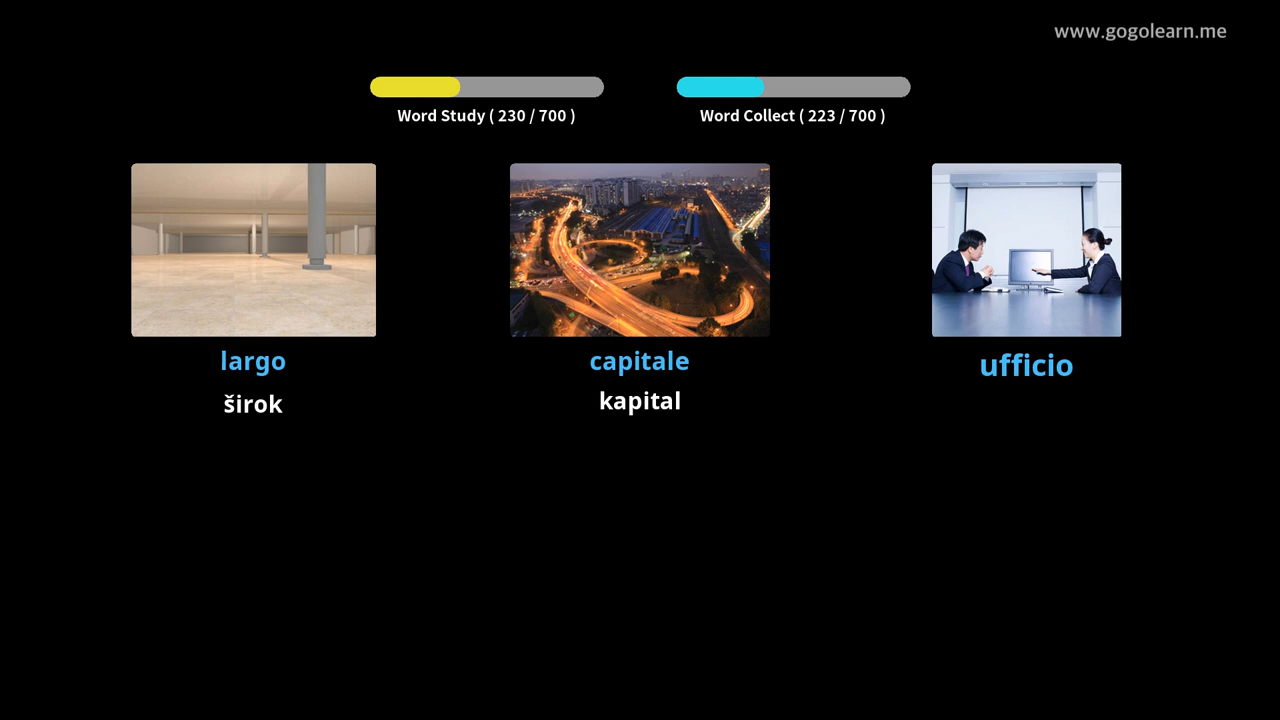 www.gogolearn.me
Word Study ( 230 / 700 )
Word Collect ( 223 / 700 )
largo
širok
capitale
kapital
ufficio